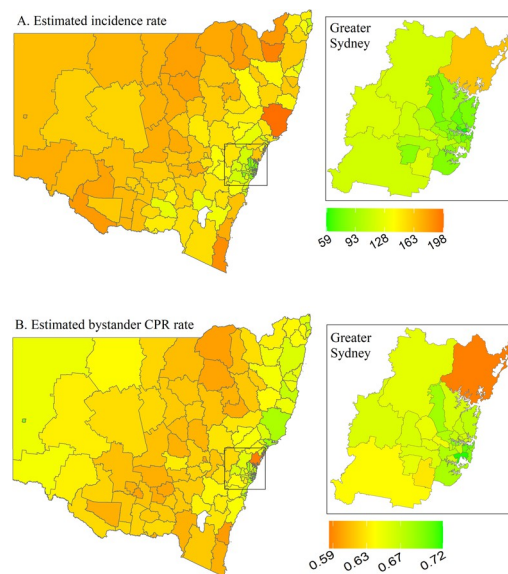 A. Estimated incidence rate
Greater
Sydney
59
93
128
163
198
B. Estimated bystander CPR rate
Greater
Sydney
0.59
0.63
0.67
0.72